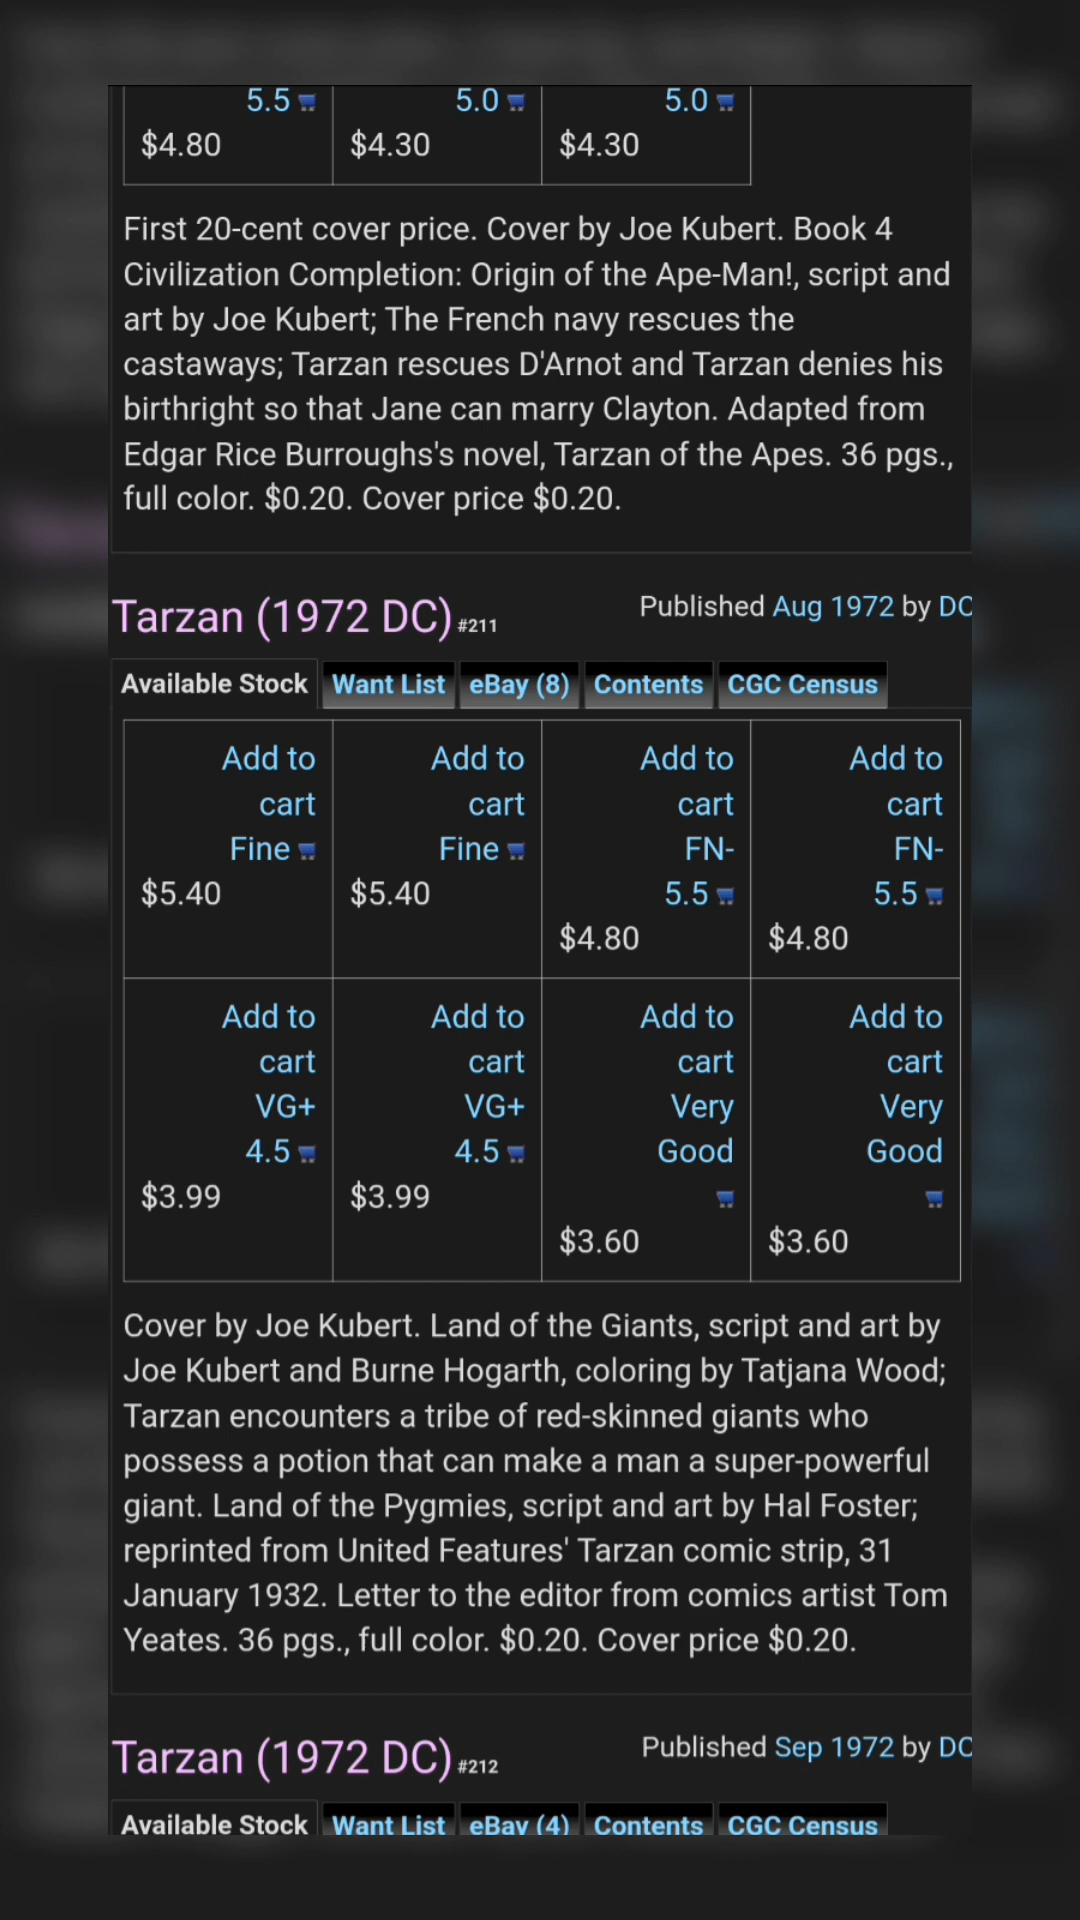 5.5 5.0 5.0
$4.80 $4.30 $4.30
First 20-cent cover price. Cover by Joe Kubert. Book 4
Civilization Completion: Origin of the Ape-Man!, script and
art by Joe Kubert; The French navy rescues the
castaways; Tarzan rescues D'Arnot and Tarzan denies his
birthright so that Jane can marry Clayton. Adapted from
Edgar Rice Burroughs's novel, Tarzan of the Apes. 36 pgs.,
full color. $0.20. Cover price $0.20.
Tarzan (1972 DC) #211 Published Aug 1972 by DC
Available Stock Want List eBay (8) Contents CGC Census
Add to Add to Add to Add to
cart cart cart cart
Fine Fine FN- FN-
$5.40 $5.40 5.5 5.5
$4.80 $4.80
Add to Add to Add to Add to
cart cart cart cart
VG+ VG+ Very Very
4.5 4.5 Good Good
$3.99 $3.99
$3.60 $3.60
Cover by Joe Kubert. Land of the Giants, script and art by
Joe Kubert and Burne Hogarth, coloring by Tatjana Wood;
Tarzan encounters a tribe of red-skinned giants who
possess a potion that can make a man a super-powerful
giant. Land of the Pygmies, script and art by Hal Foster;
reprinted from United Features' Tarzan comic strip, 31
January 1932. Letter to the editor from comics artist Tom
Yeates. 36 pgs., full color. $0.20. Cover price $0.20.
Tarzan (1972 DC) #212 Published Sep 1972 by DC
Available Stock Want List eBay (4) Contents CGC Census